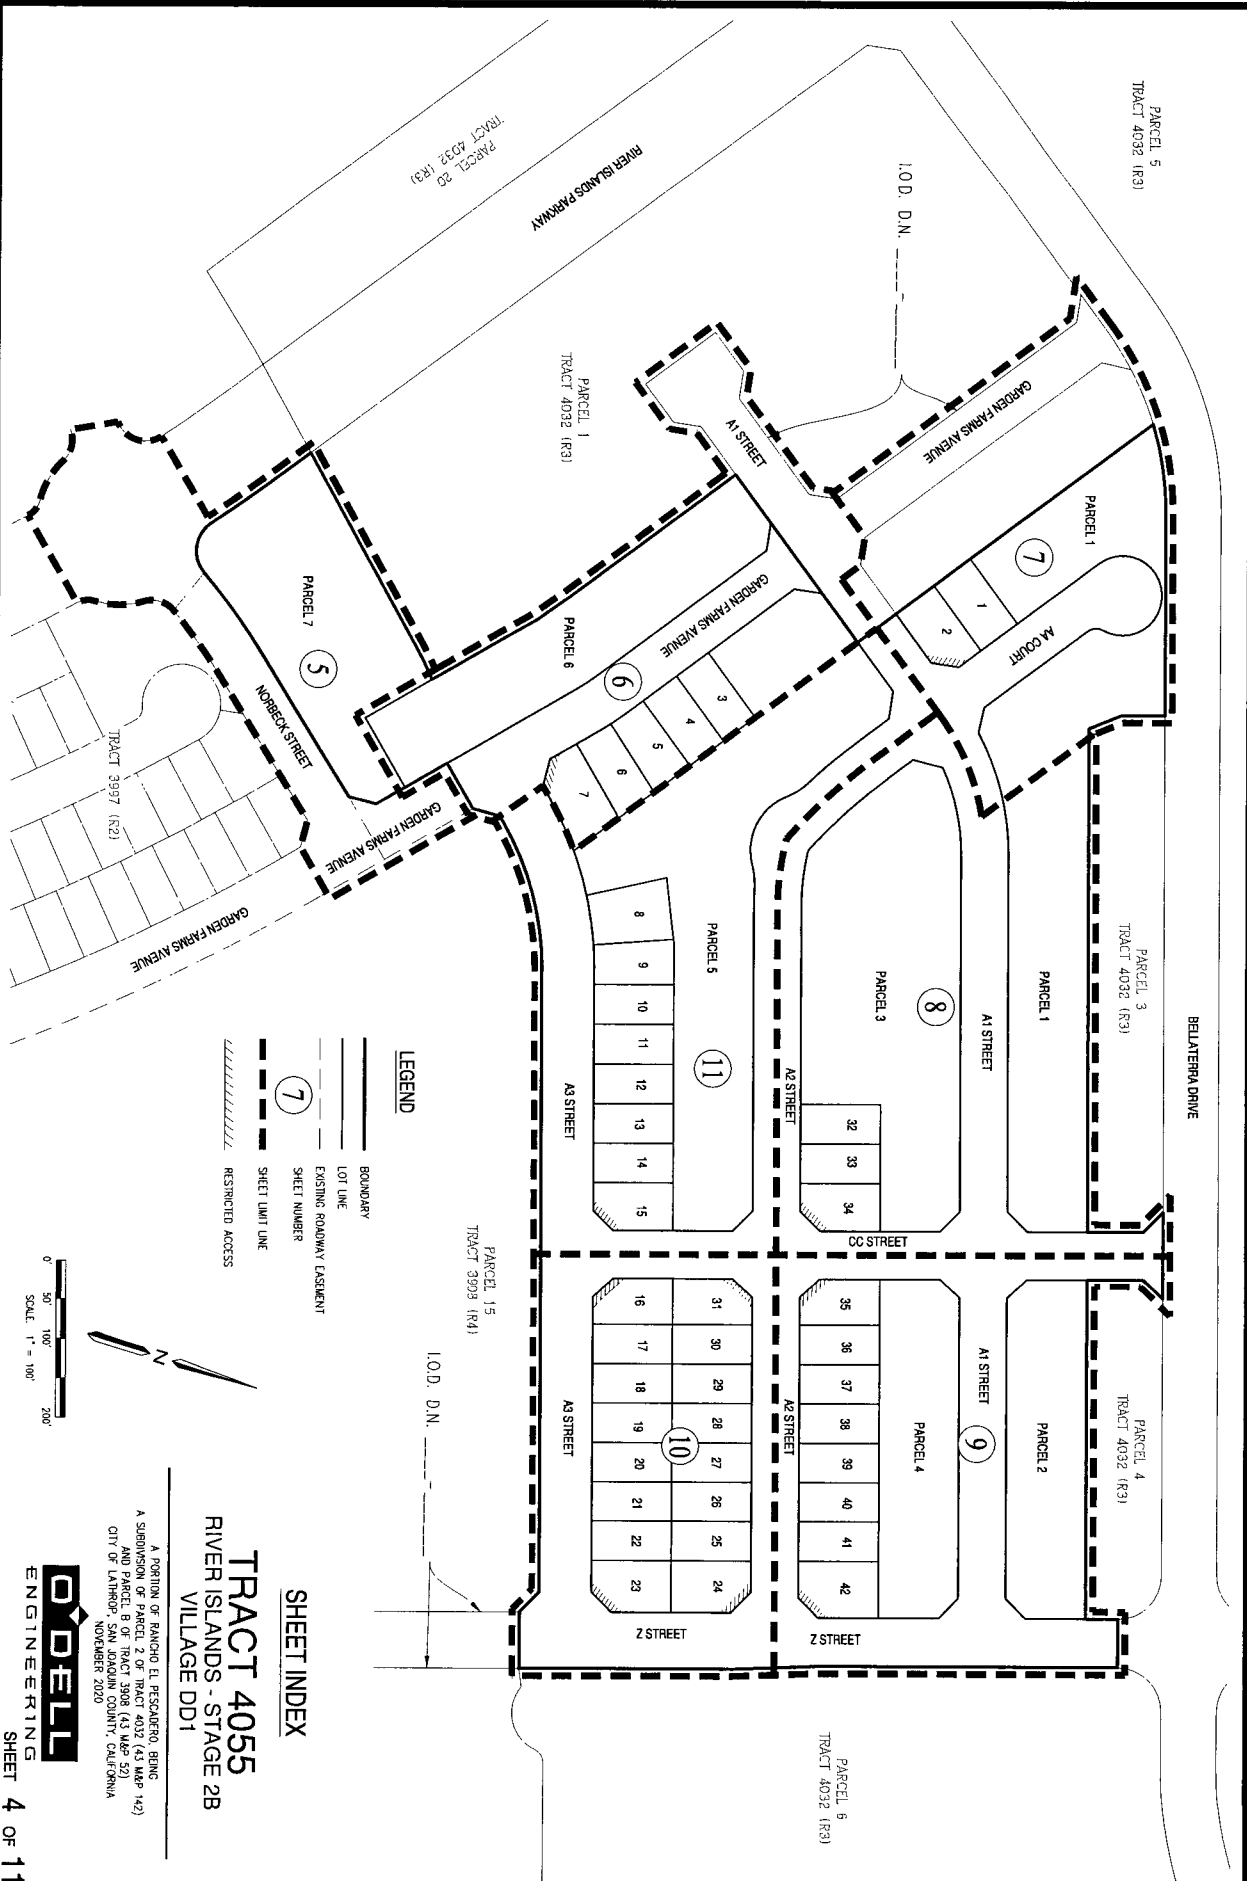 PARCEL 5
TRACT 4032 (R3)
PARCEL 2D
TRACT 4032 (R3)
RIVER ISLANDS PARKWAY
I.O.D. D.N.
PARCEL 1
TRACT 4032 (R3)
A1 STREET
GARDEN FARMS AVENUE
PARCEL 1
7
1
2
AA COURT
PARCEL 7
5
NORBECK STREET
PARCEL 6
GARDEN FARMS AVENUE
6
3
4
5
6
7
GARDEN FARMS AVENUE
TRACT 3997 (R2)
GARDEN FARMS AVENUE
BELLATERRA DRIVE
PARCEL 3
TRACT 4032 (R3)
PARCEL 1
A1 STREET
8
PARCEL 3
A2 STREET
32
33
34
CC STREET
PARCEL 5
11
8
9
10
11
12
13
14
15
A3 STREET
PARCEL 15
TRACT 3908 (R4)
PARCEL 4
TRACT 4032 (R3)
PARCEL 2
A1 STREET
9
PARCEL 4
35
36
37
38
39
40
41
42
A2 STREET
Z STREET
31
30
29
28
27
26
25
24
10
16
17
18
19
20
21
22
23
A3 STREET
Z STREET
I.O.D. D.N.
PARCEL 6
TRACT 4032 (R3)
LEGEND
BOUNDARY
LOT LINE
EXISTING ROADWAY EASEMENT
7
SHEET NUMBER
SHEET LIMIT LINE
RESTRICTED ACCESS
N
0'
50'
100'
200'
SCALE 1" = 100'
SHEET INDEX
TRACT 4055
RIVER ISLANDS - STAGE 2B
VILLAGE DD1
A PORTION OF RANCHO EL PESCADERO, BEING
A SUBDIVISION OF PARCEL 2 OF TRACT 4032 (43 M&P 142)
AND PARCEL B OF TRACT 3908 (43 M&P 52)
CITY OF LATHROP, SAN JOAQUIN COUNTY, CALIFORNIA
NOVEMBER 2020
O'DELL
ENGINEERING
SHEET 4 OF 11